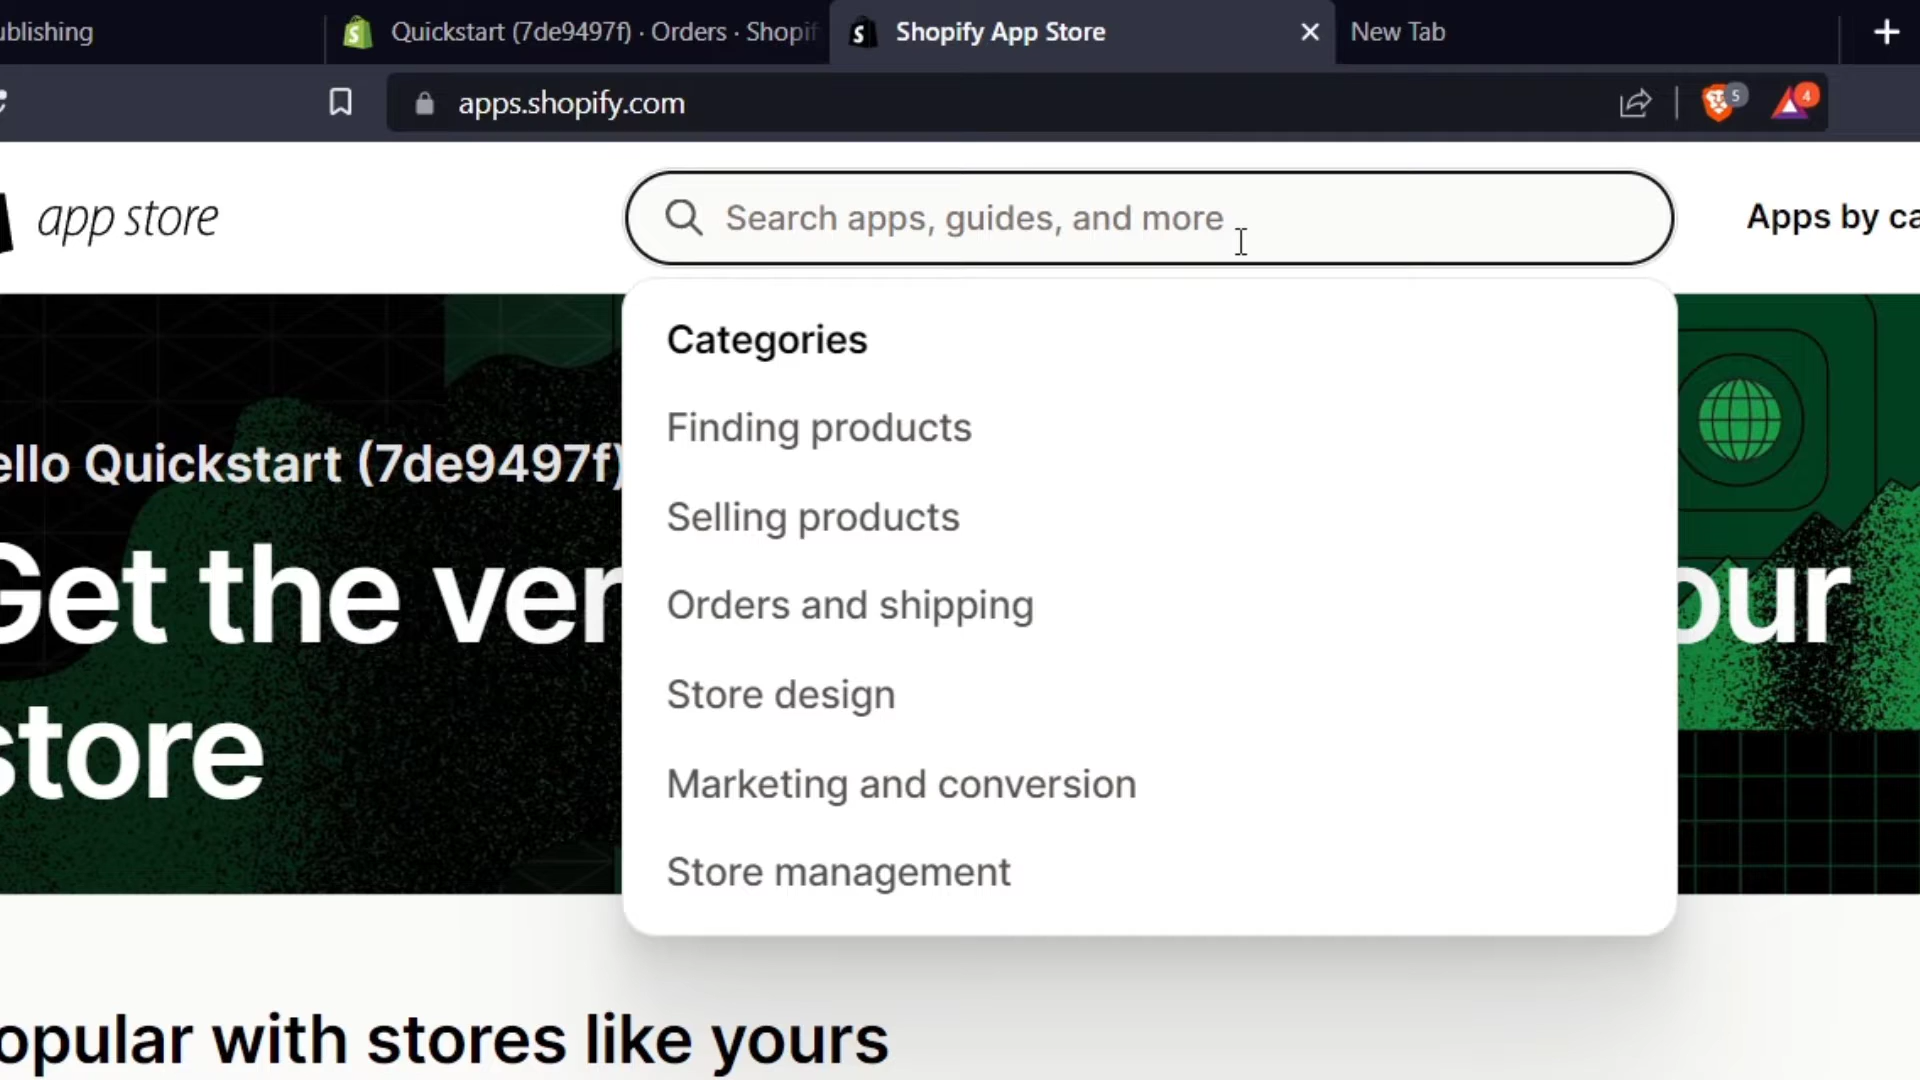 ublishing
Quickstart (7de9497f) · Orders · Shopif
Shopify App Store
New Tab
apps.shopify.com
5
4
app store
Search apps, guides, and more
Apps by ca
Categories
Finding products
Selling products
Orders and shipping
Store design
Marketing and conversion
Store management
ello Quickstart (7de9497f)
Get the ver
our
store
opular with stores like yours